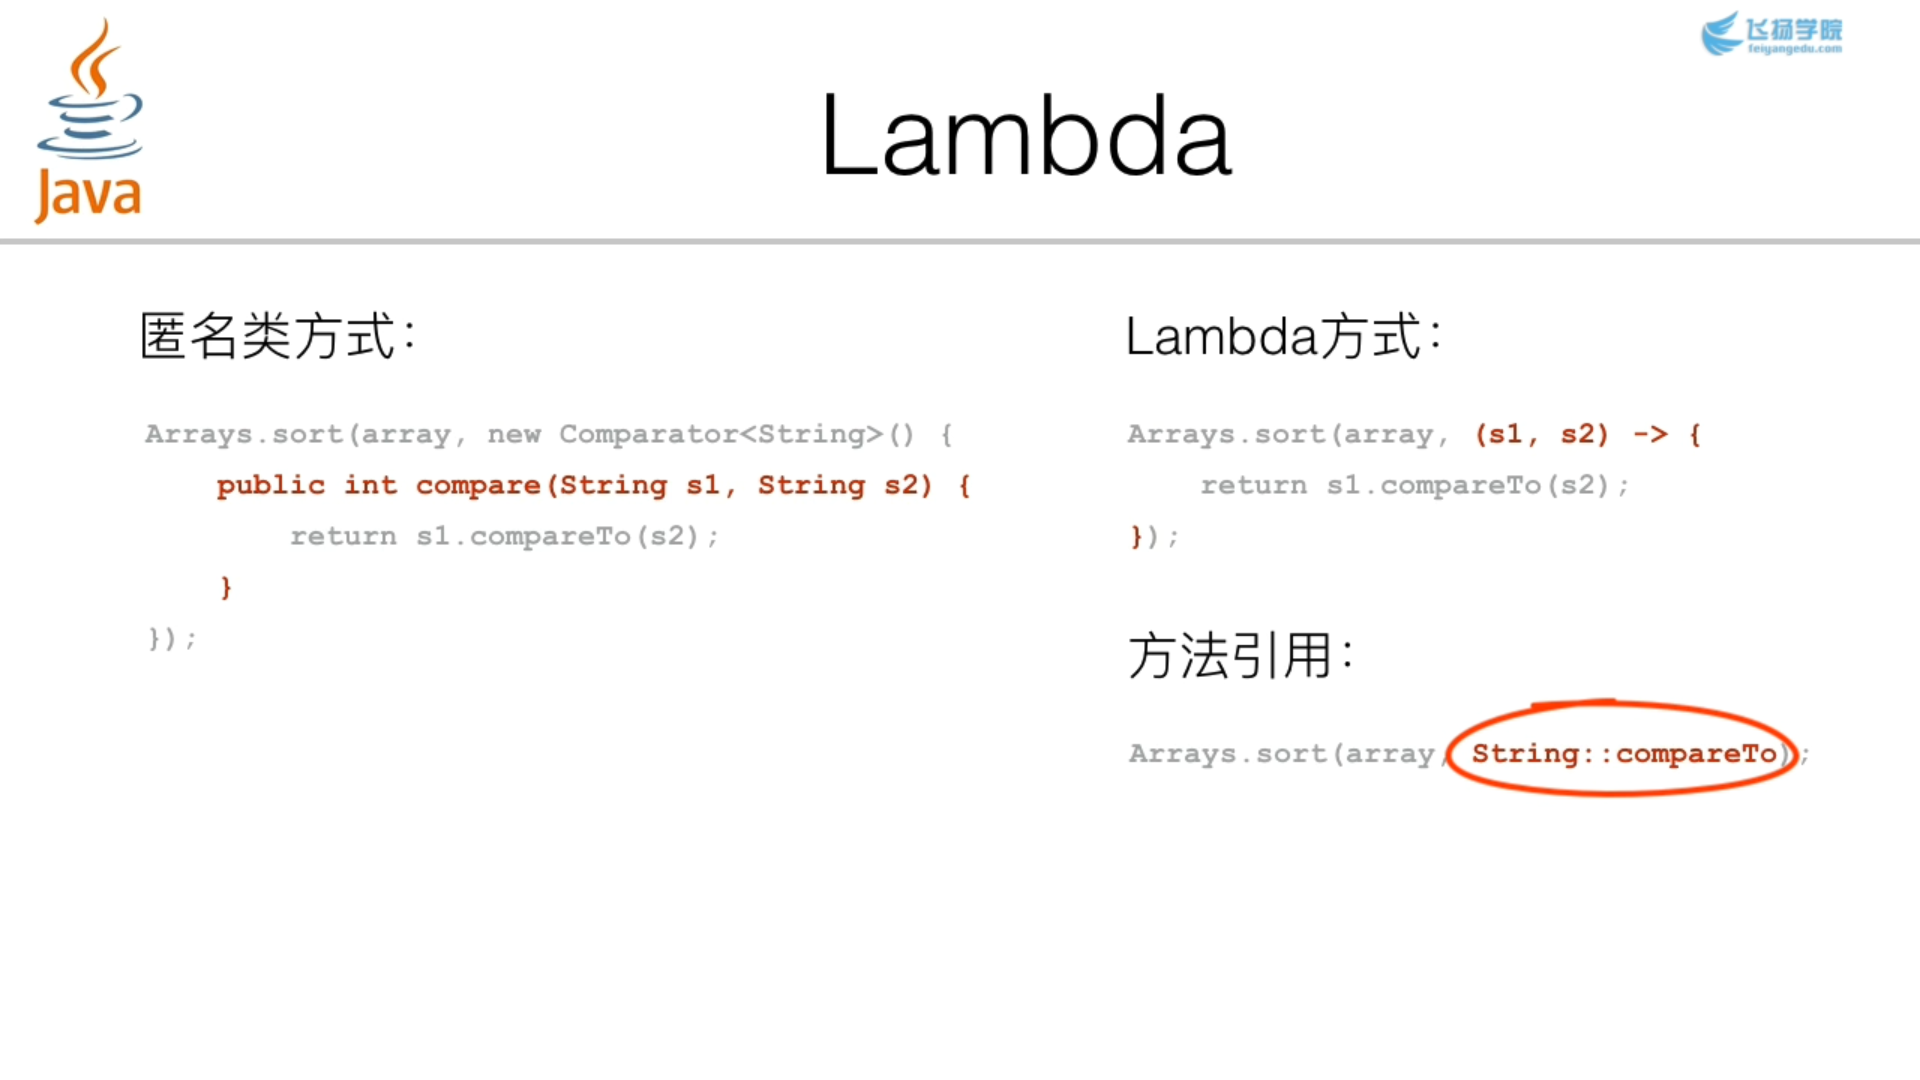 Java
飞扬学院
feiyangedu.com
Lambda
匿名类方式：
Arrays.sort(array, new Comparator<String>() {
    public int compare(String s1, String s2) {
        return s1.compareTo(s2);
    }
});
Lambda方式：
Arrays.sort(array, (s1, s2) -> {
    return s1.compareTo(s2);
});
方法引用：
Arrays.sort(array, String::compareTo);